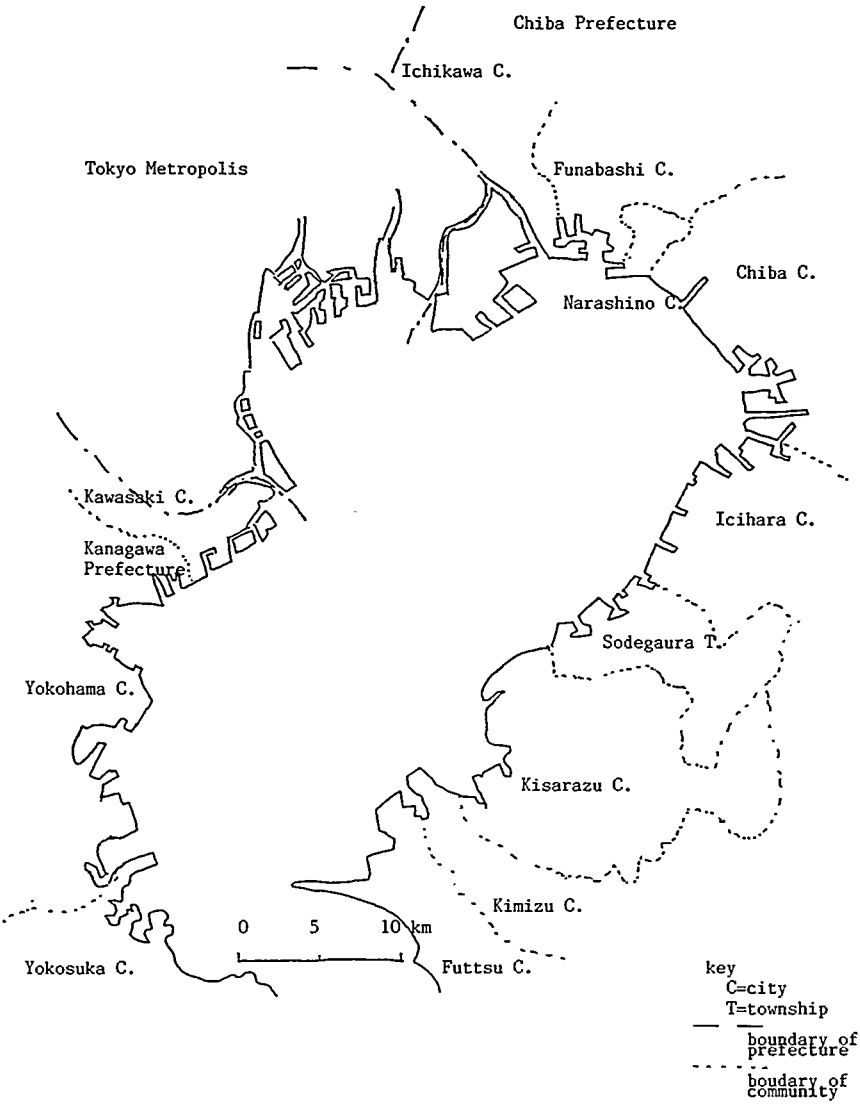 Chiba Prefecture
Ichikawa C.
Tokyo Metropolis
Funabashi C.
Chiba C.
Narashino C.
Kawasaki C.
Icihara C.
Kanagawa
Prefecture
Sodegaura T.
Yokohama C.
Kisarazu C.
Kimizu C.
0 5 10 km
Yokosuka C.
Futtsu C.
key
C=city
T=township
boundary of
prefecture
boudary of
community